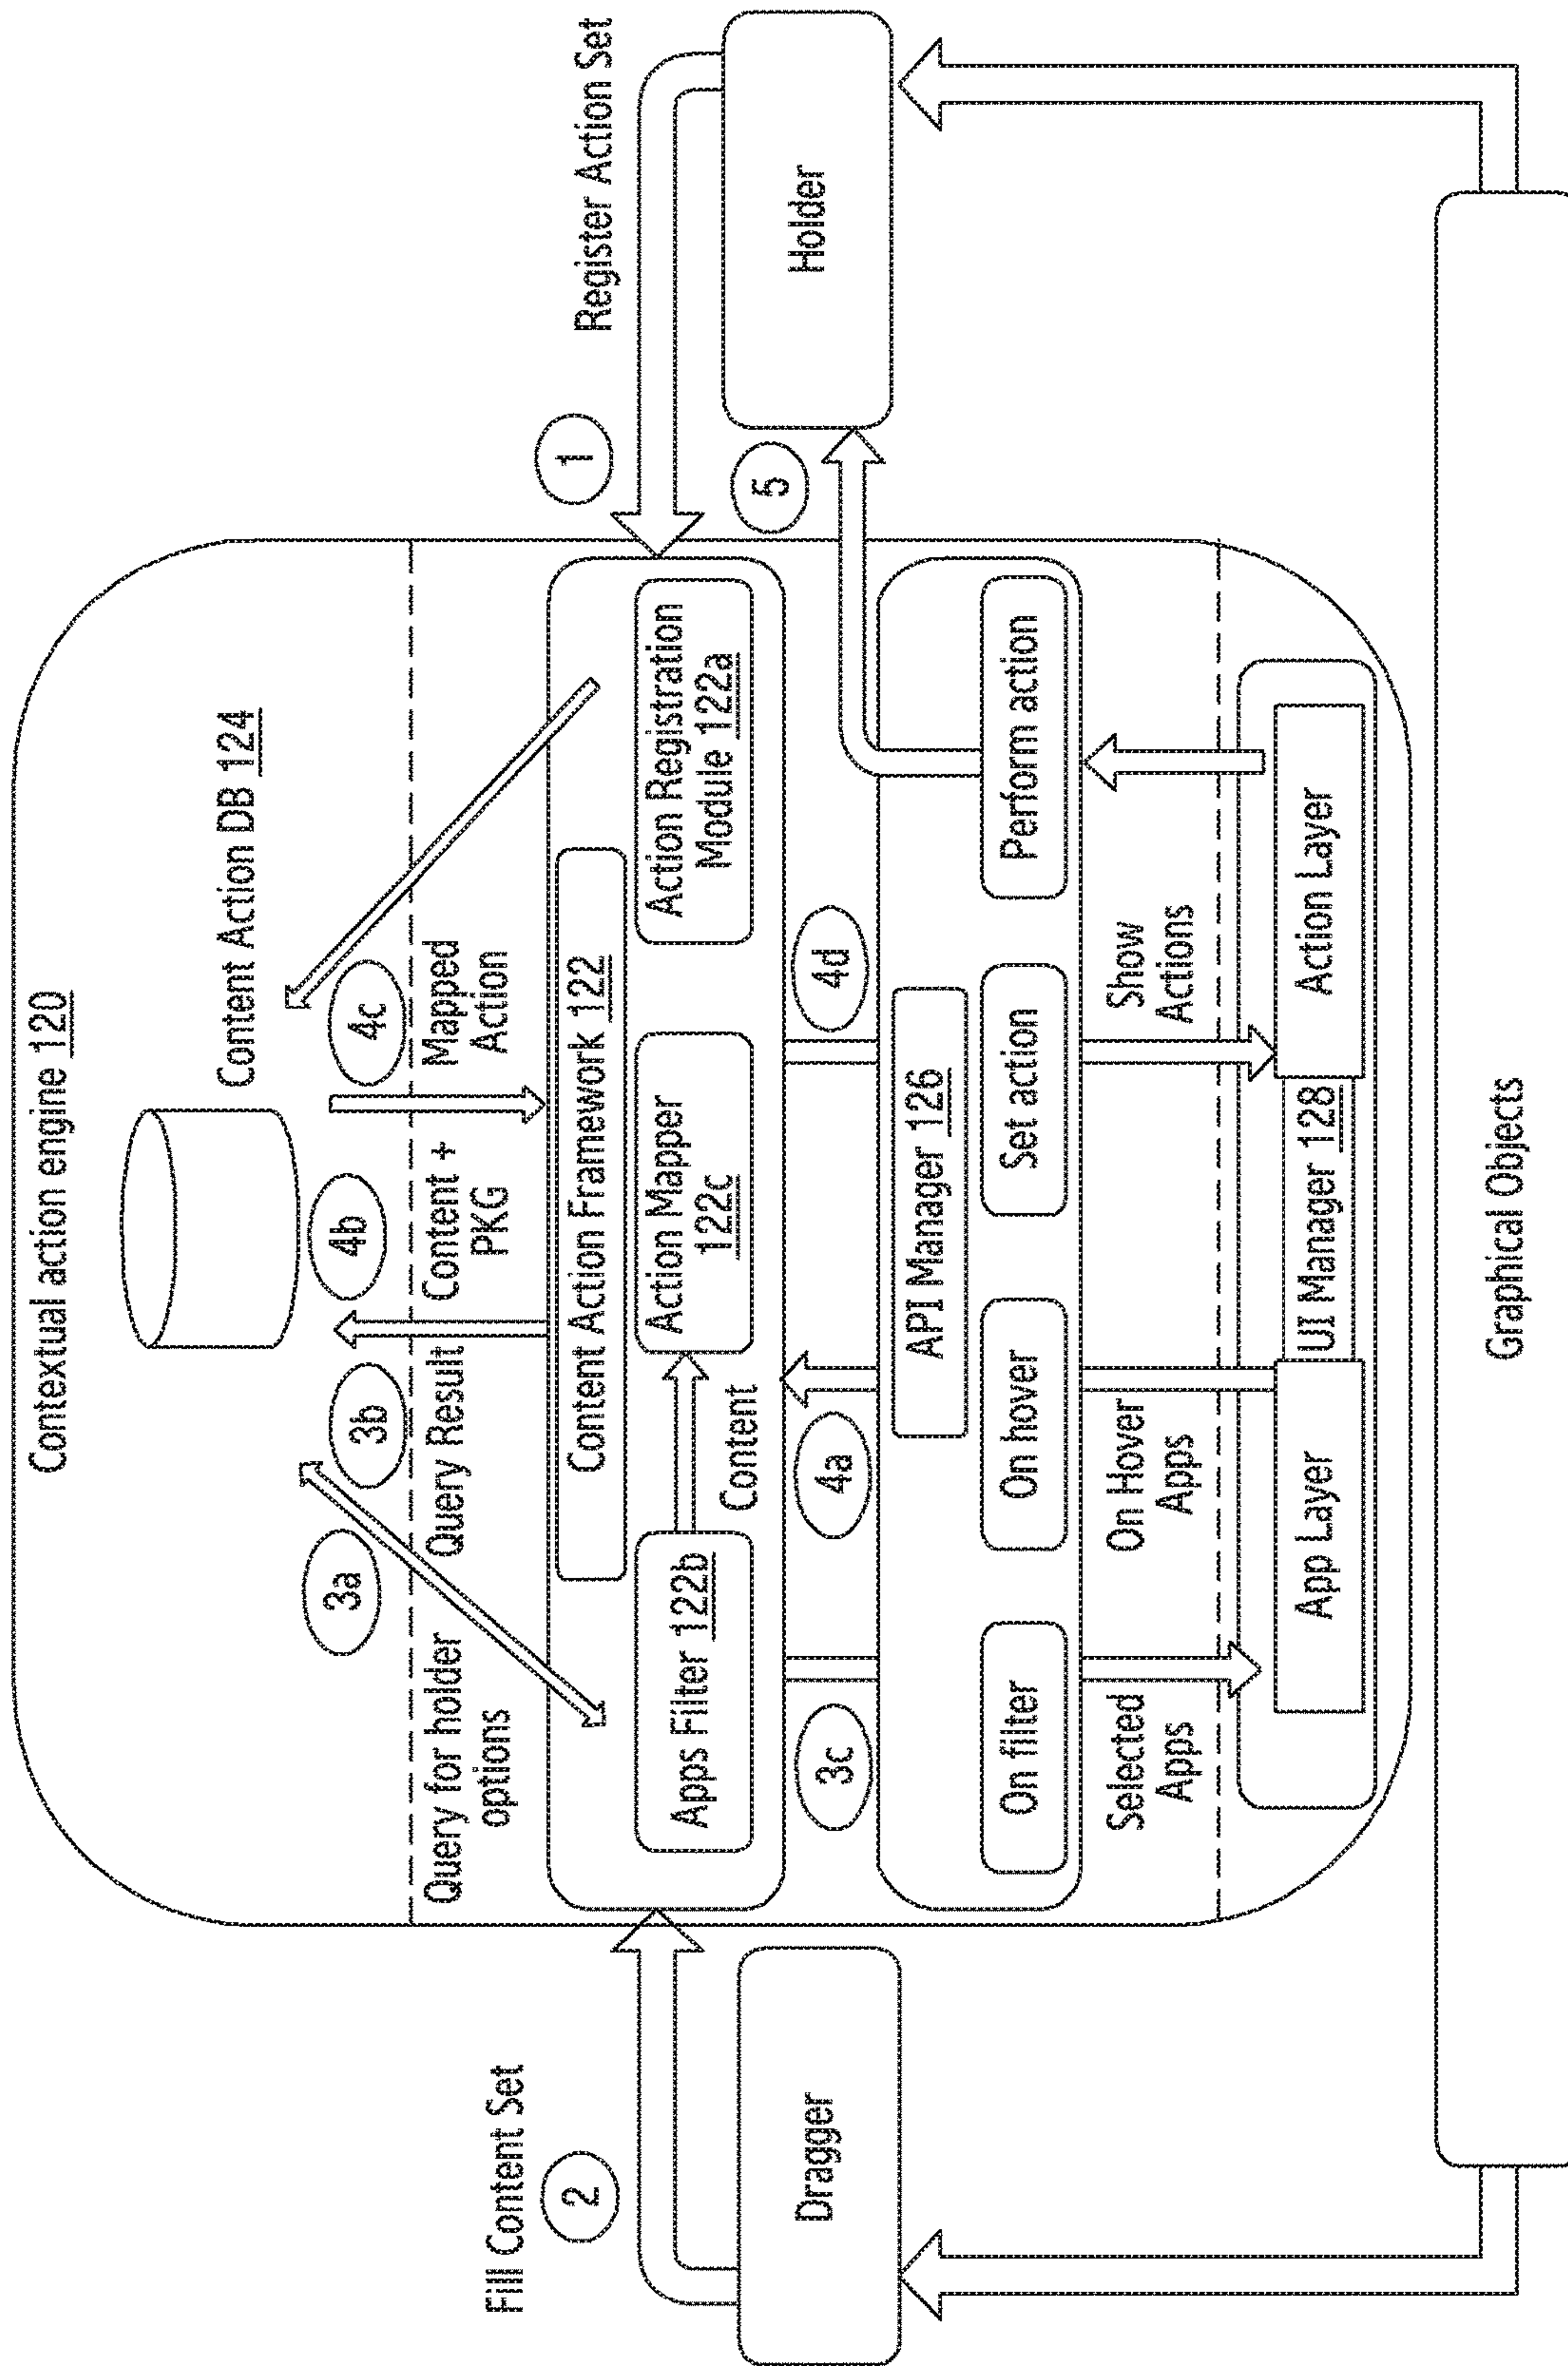 Contextual action engine 120
Content Action DB 124
3a
3b
4b
4c
Query for holder
options
Query Result
Content +
PKG
Mapped
Action
Fill Content Set
2
1
Register Action Set
Content Action Framework 122
Apps Filter 122b
Content
Action Mapper
122c
Action Registration
Module 122a
Dragger
Holder
5
3c
4a
4d
API Manager 126
On filter
On hover
Set action
Perform action
Selected
Apps
On Hover
Apps
Show
Actions
App Layer
UI Manager 128
Action Layer
Graphical Objects